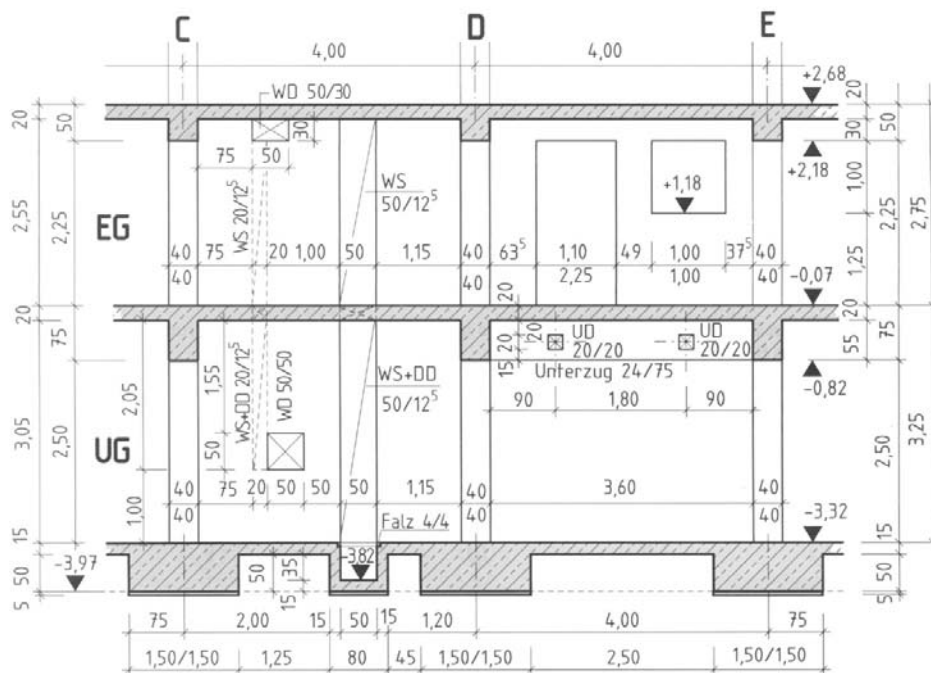 C D E
4,00 4,00
WD 50/30
+2,68
20 50 30 20 50
75 50
WS 20/12⁵
WS
50/12⁵
+1,18
+2,18
1,00
2,55 2,25 2,25 2,75
EG
40 75 20 1,00 50 1,15 40 63⁵ 1,10 49 1,00 37⁵ 40 1,25
40 40 2,25 1,00 40
-0,07
20 20 20
75 20 20 15 UD UD 55 75
20/20 20/20
Unterzug 24/75
-0,82
2,05 1,55 WS+DD 20/12⁵ WD 50/50
WS+DD
50/12⁵
90 1,80 90
3,05 2,50 50 2,50 3,25
UG
1,00
40 75 20 50 50 50 1,15 40 3,60 40
40 40 40
Falz 4/4
-3,32
15 15
-3,97 -3,82
50 50 35 50
5 15 5
75 2,00 15 50 15 1,20 4,00 75
1,50/1,50 1,25 80 45 1,50/1,50 2,50 1,50/1,50